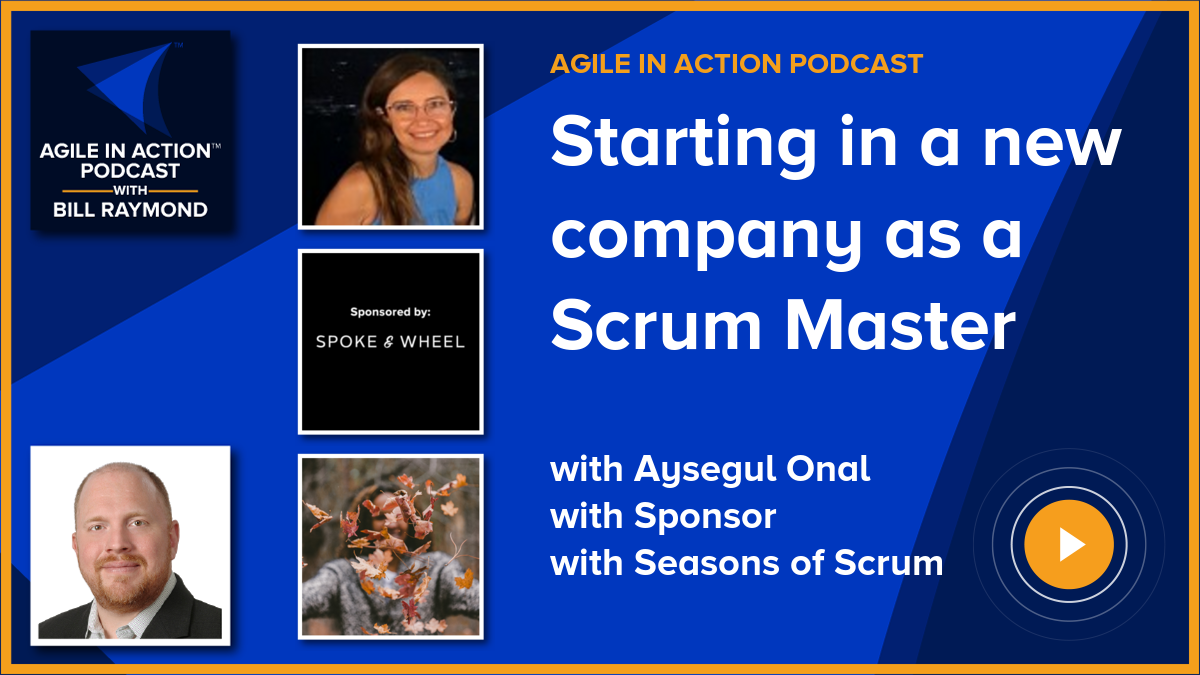 TM
AGILE IN ACTION™
PODCAST
WITH
BILL RAYMOND
Sponsored by:
SPOKE & WHEEL
AGILE IN ACTION PODCAST
Starting in a new
company as a
Scrum Master
with Aysegul Onal
with Sponsor
with Seasons of Scrum